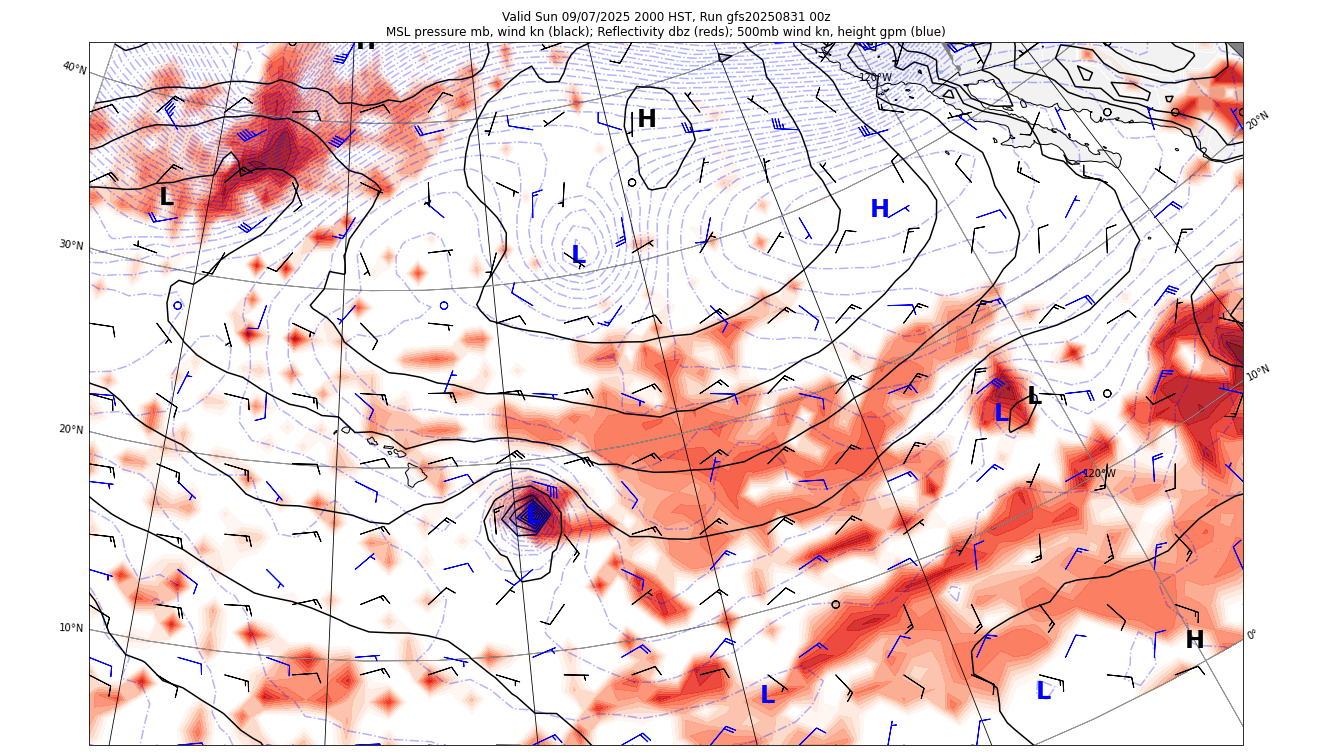 Valid Sun 09/07/2025 2000 HST, Run gfs20250831 00z
MSL pressure mb, wind kn (black); Reflectivity dbz (reds); 500mb wind kn, height gpm (blue)
H
40°N
120°W
H
20°N
L
H
30°N
L
10°N
L
L
20°N
120°W
L
10°N
0°
H
L
L